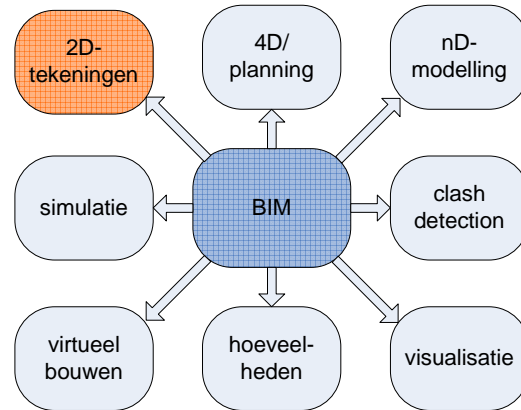 2D-
tekeningen
4D/
planning
nD-
modelling
simulatie
BIM
clash
detection
virtueel
bouwen
hoeveel-
heden
visualisatie